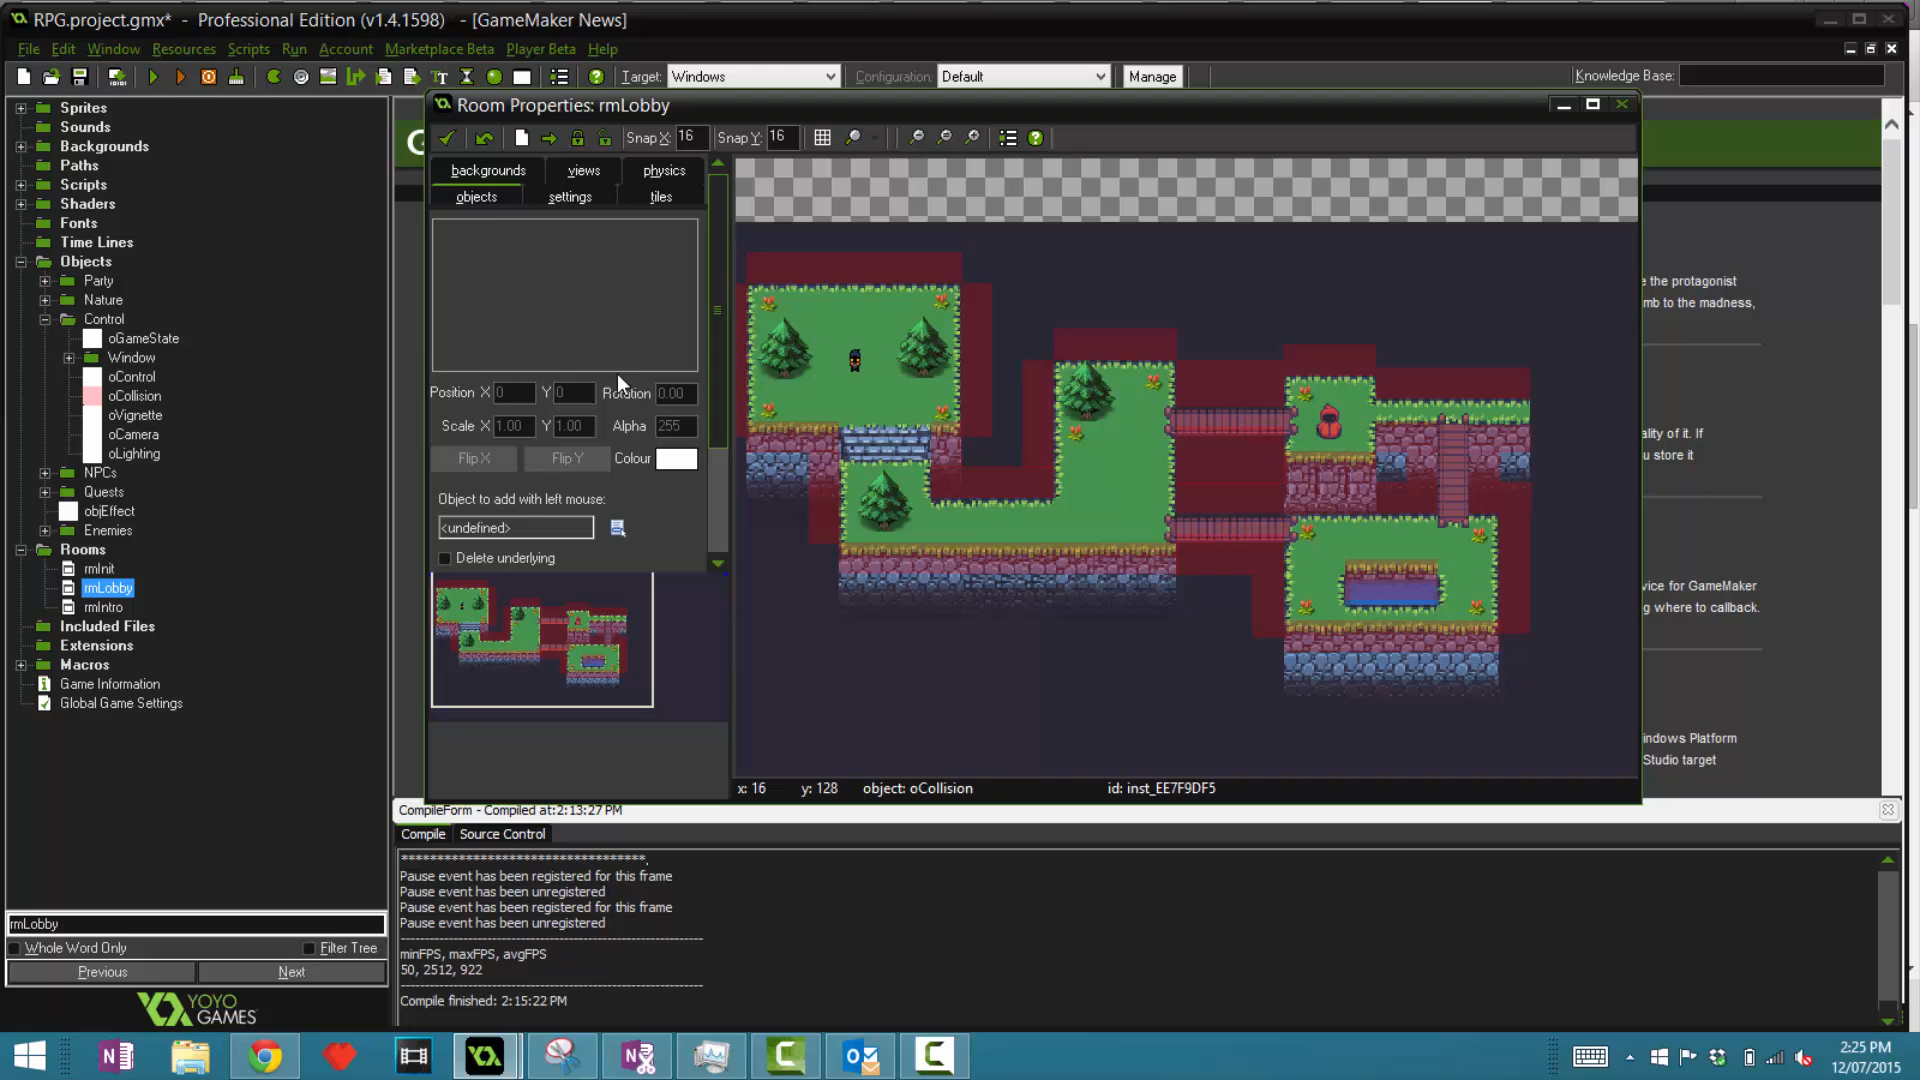 RPG.project.gmx* - Professional Edition (v1.4.1598) - [GameMaker News]
File Edit Window Resources Scripts Run Account Marketplace Beta Player Beta Help
Target: Windows Configuration: Default Manage Knowledge Base:
Room Properties: rmLobby
Snap X: 16 Snap Y: 16
backgrounds views physics
objects settings tiles
Position X 0 Y 0 Rotation 0.00
Scale X 1.00 Y 1.00 Alpha 255
Flip X Flip Y Colour
Object to add with left mouse:
<undefined>
Delete underlying
x: 16 y: 128 object: oCollision id: inst_EE7F9DF5
Sprites
Sounds
Backgrounds
Paths
Scripts
Shaders
Fonts
Time Lines
Objects
Party
Nature
Control
oGameState
Window
oControl
oCollision
oVignette
oCamera
oLighting
NPCs
Quests
objEffect
Enemies
Rooms
rmInit
rmLobby
rmIntro
Included Files
Extensions
Macros
Game Information
Global Game Settings
rmLobby
Whole Word Only Filter Tree
Previous Next
YOYO
GAMES
e the protagonist
mb to the madness,
ality of it. If
u store it
vice for GameMaker
g where to callback.
indows Platform
Studio target
CompileForm - Compiled at:2:13:27 PM
Compile Source Control
***********************************.
Pause event has been registered for this frame
Pause event has been unregistered
Pause event has been registered for this frame
Pause event has been unregistered
minFPS, maxFPS, avgFPS
50, 2512, 922
Compile finished: 2:15:22 PM
2:25 PM
12/07/2015